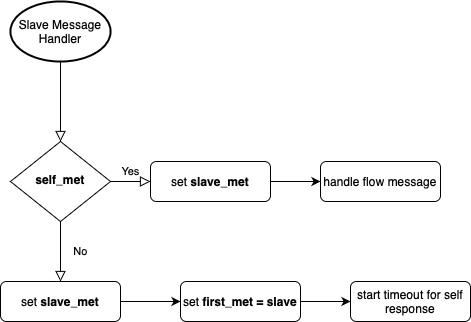 Slave Message
Handler
self_met
Yes
set slave_met
handle flow message
No
set slave_met
set first_met = slave
start timeout for self
response